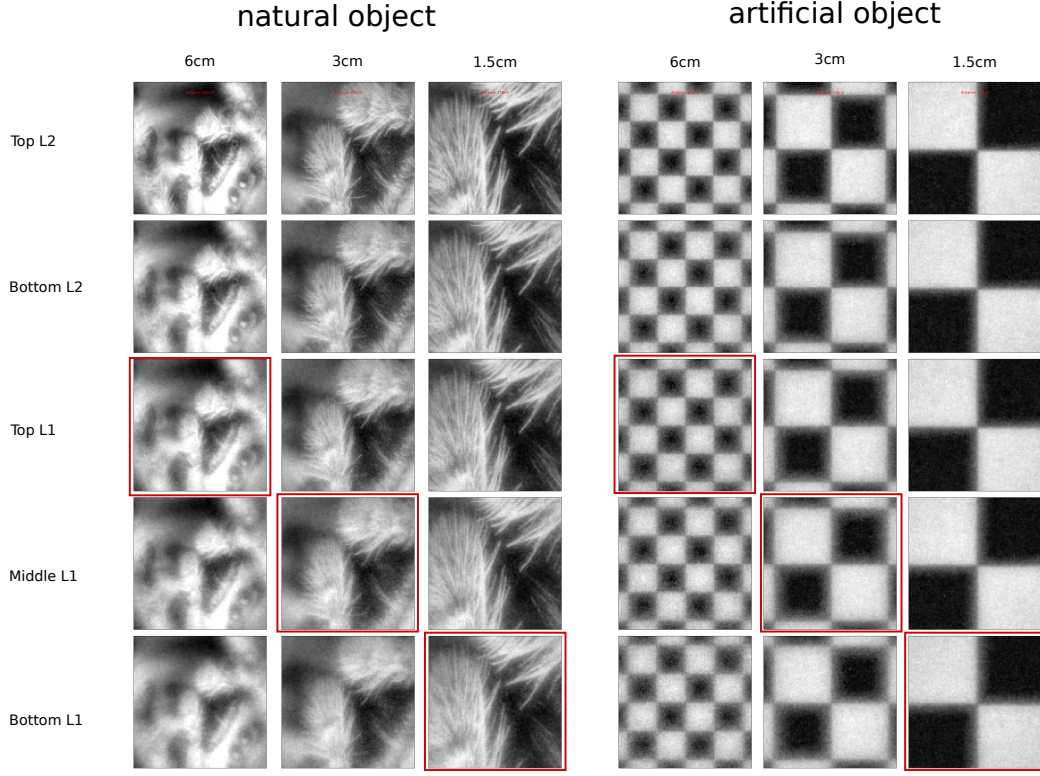 natural object
artificial object
6cm
3cm
1.5cm
6cm
3cm
1.5cm
Top L2
Bottom L2
Top L1
Middle L1
Bottom L1